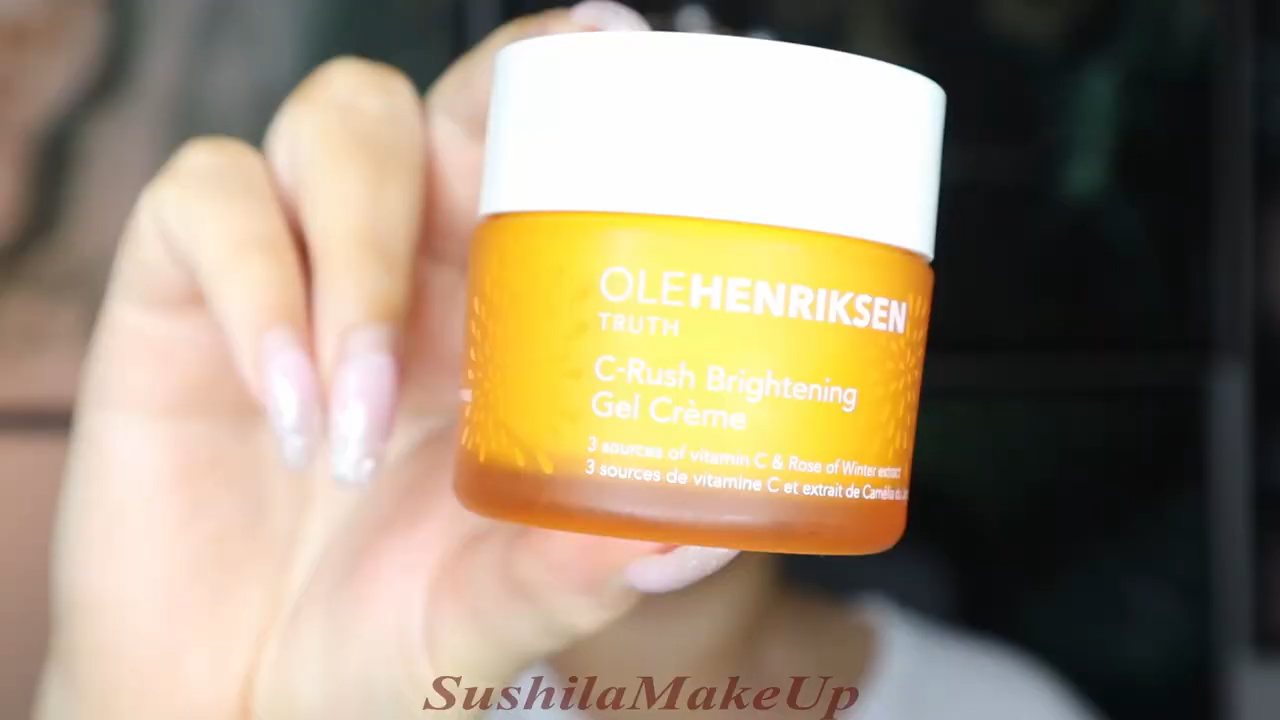 OLEHENRIKSEN
TRUTH
C-Rush Brightening
Gel Crème
3 sources of vitamin C & Rose of Winter extract
3 sources de vitamine C et extrait de Camélia
SushilaMakeUp